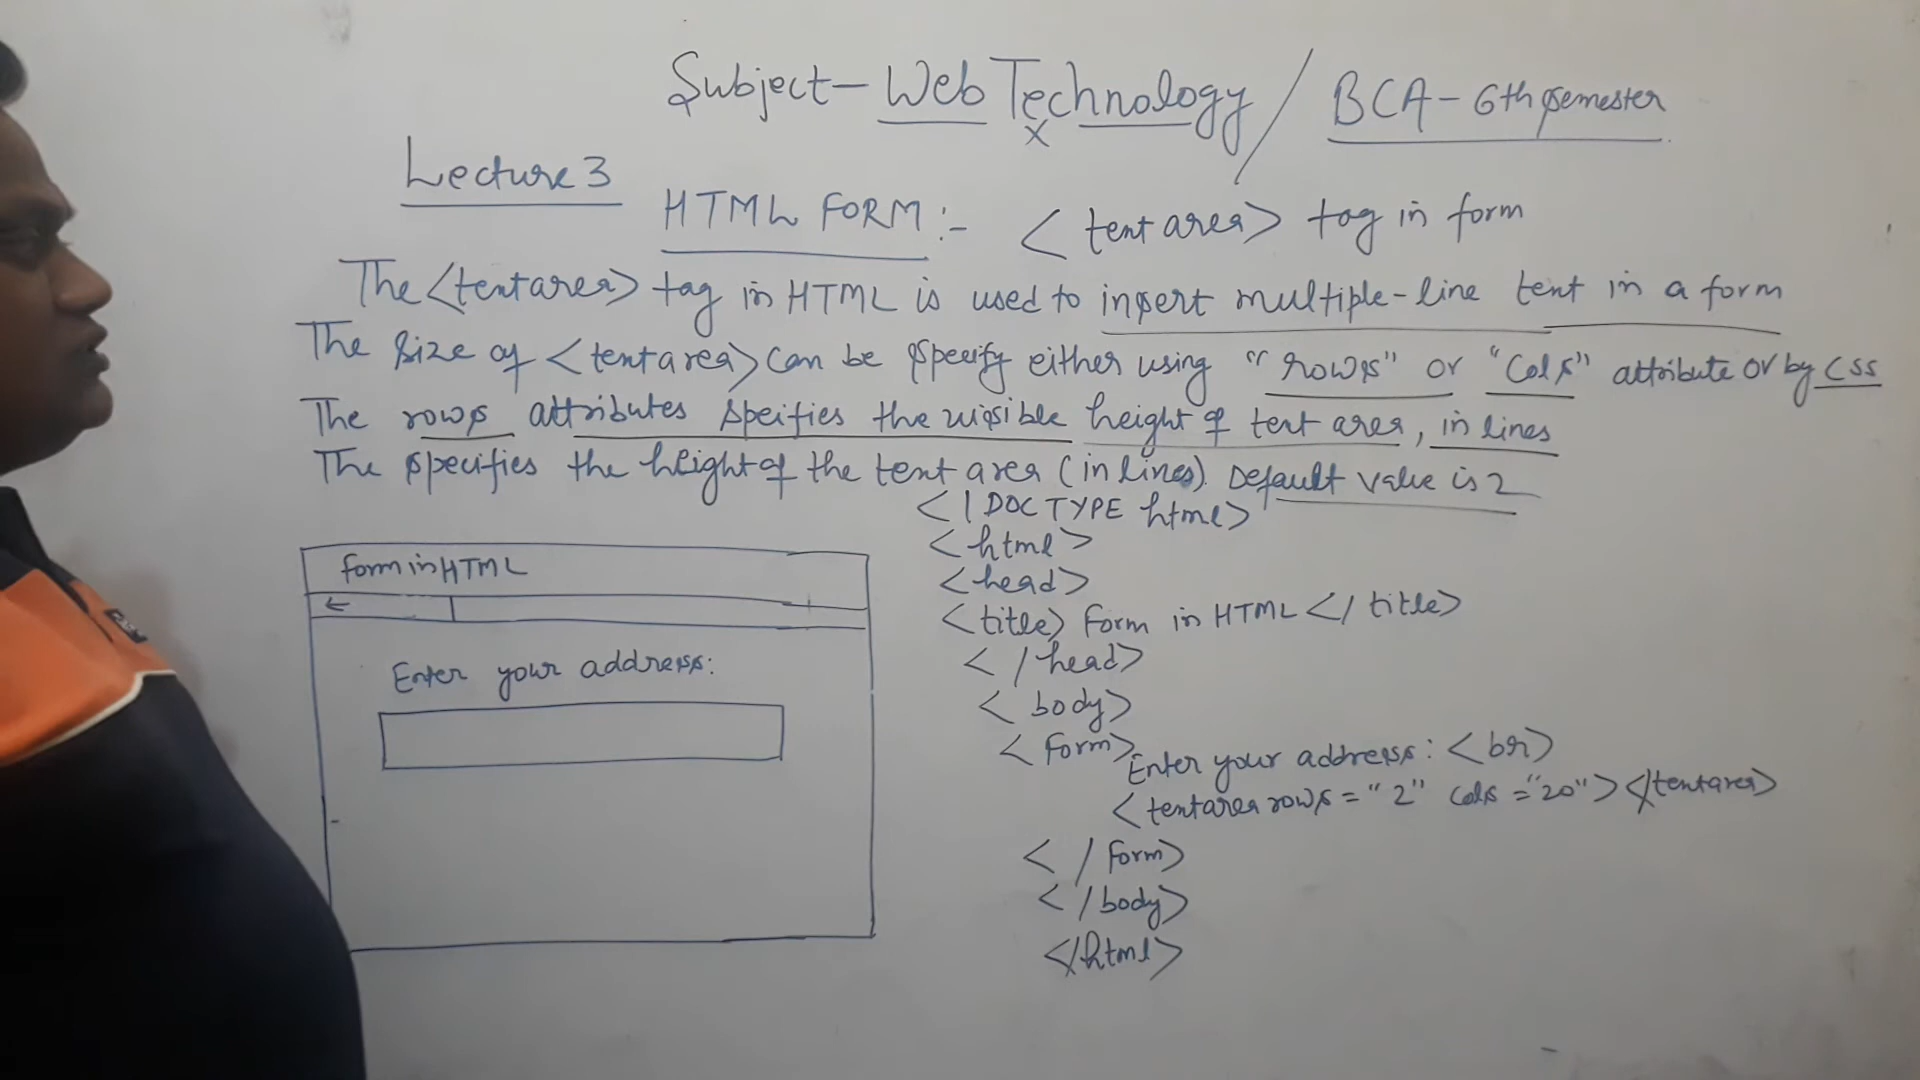 Subject - Web Technology / BCA - 6th semester
Lecture 3
HTML FORM :- <textarea> tag in form
The <textarea> tag in HTML is used to insert multiple-line text in a form
The size of <textarea> can be specify either using "rows" or "cols" attribute or by CSS
The rows attributes speifies the visible height of text area, in lines
The specifies the height of the text area (in lines). Default value is 2
<!DOCTYPE html>
<html>
<head>
<title> Form in HTML </title>
</head>
<body>
<form>
Enter your address: <br>
<textarea rows = "2" cols = "20"> </textarea>
</form>
</body>
</html>
form in HTML
←
Enter your address: